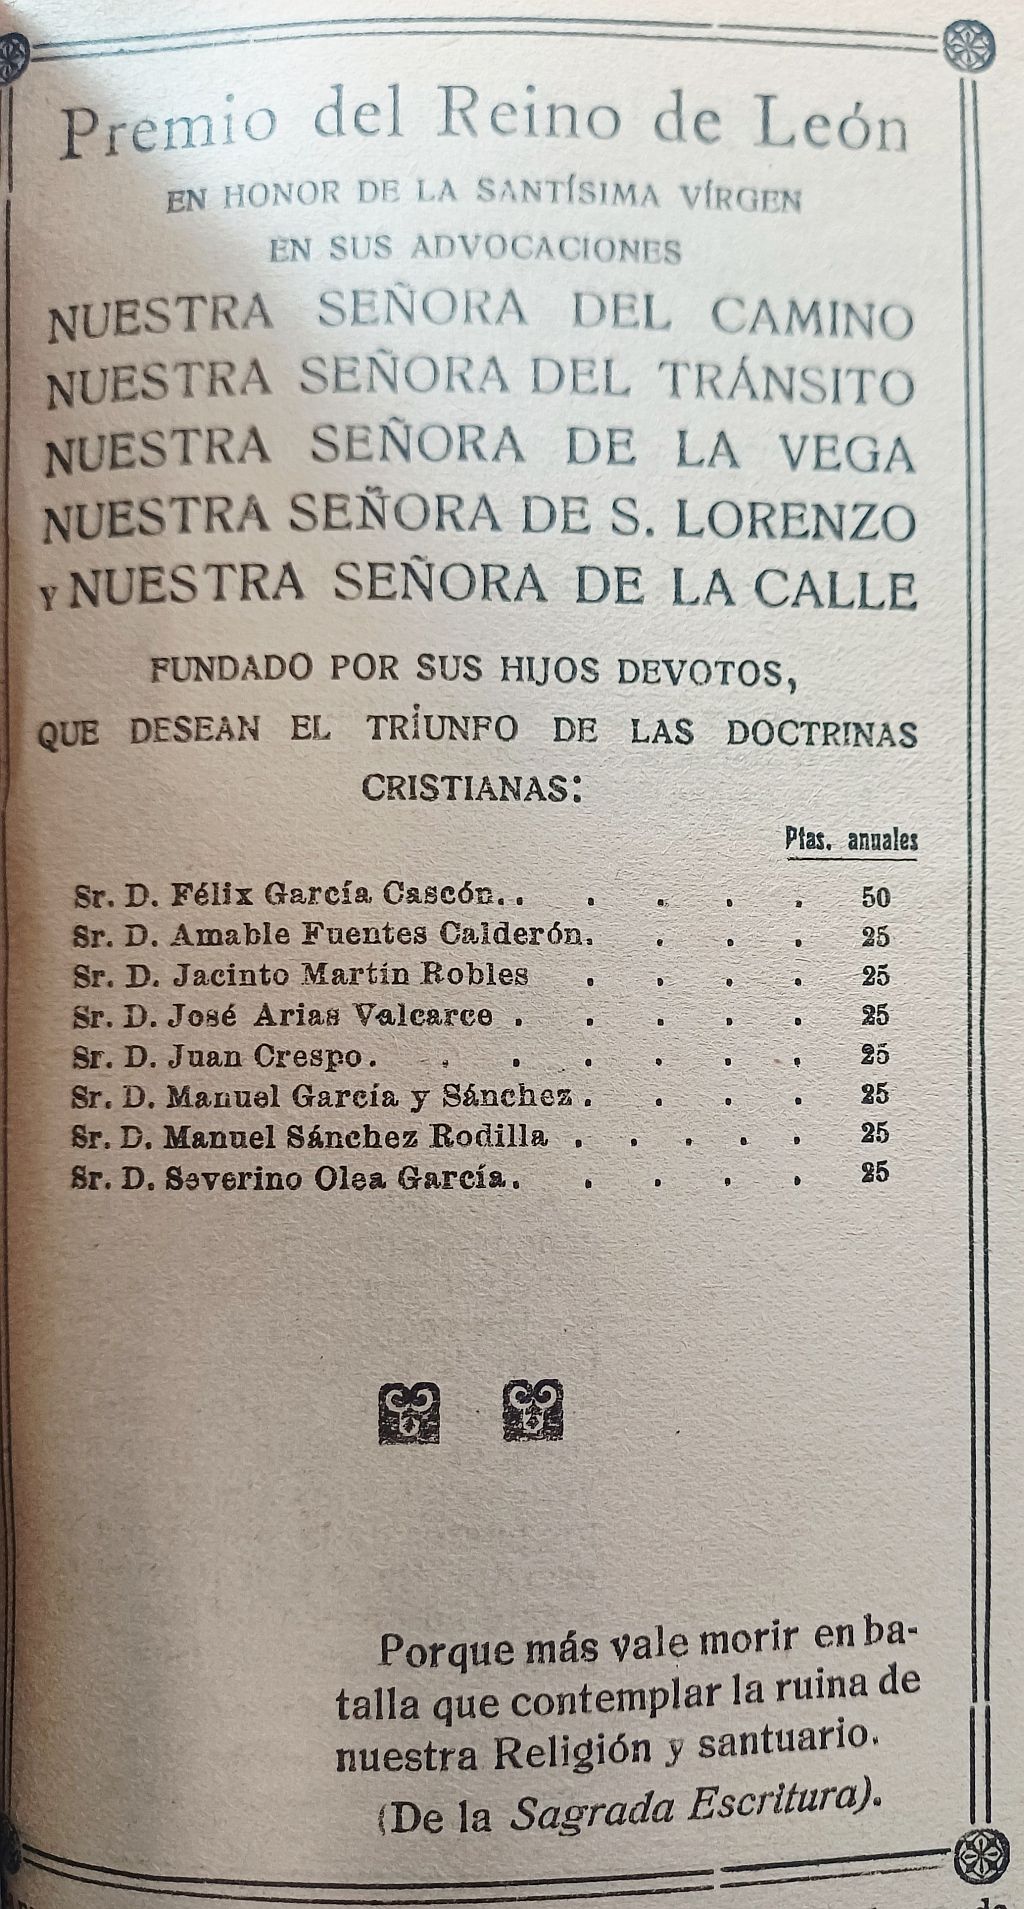 Premio del Reino de León
EN HONOR DE LA SANTÍSIMA VÍRGEN
EN SUS ADVOCACIONES
NUESTRA SEÑORA DEL CAMINO
NUESTRA SEÑORA DEL TRÁNSITO
NUESTRA SEÑORA DE LA VEGA
NUESTRA SEÑORA DE S. LORENZO
Y NUESTRA SEÑORA DE LA CALLE
FUNDADO POR SUS HIJOS DEVOTOS,
QUE DESEAN EL TRIUNFO DE LAS DOCTRINAS
CRISTIANAS:
Ptas. anuales
Sr. D. Félix García Cascón. . . . . . 50
Sr. D. Amable Fuentes Calderón. . . . 25
Sr. D. Jacinto Martín Robles . . . . 25
Sr. D. José Arias Valcarce . . . . . 25
Sr. D. Juan Crespo. . . . . . . 25
Sr. D. Manuel García y Sánchez . . . . 25
Sr. D. Manuel Sánchez Rodilla . . . . . 25
Sr. D. Severino Olea García. . . . . 25
Porque más vale morir en ba-
talla que contemplar la ruina de
nuestra Religión y santuario.
(De la Sagrada Escritura).